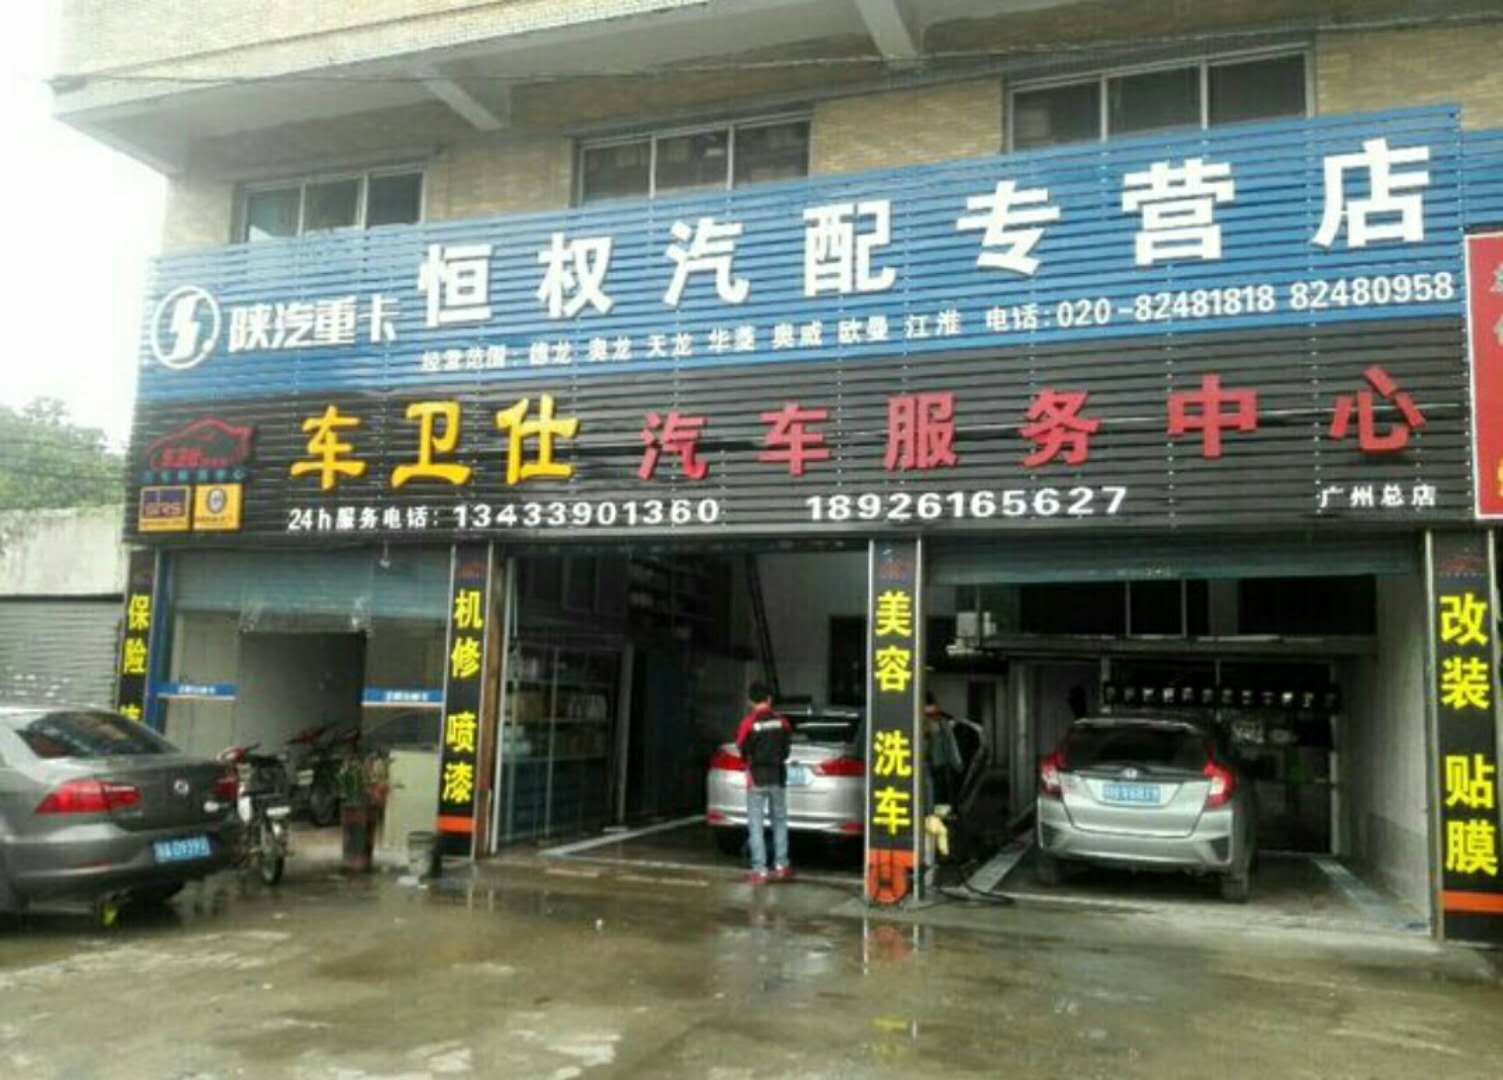 陕汽重卡 恒权汽配专营店
经营范围：德龙 奥龙 天龙 华菱 奥威 欧曼 江淮 电话：020-82481818 82480958
车卫仕 汽车服务中心
24h服务电话：13433901360 18926165627 广州总店
保险
机修 喷漆
美容 洗车
改装 贴膜